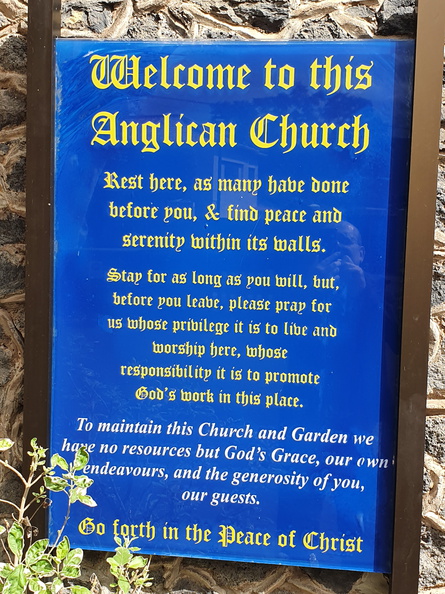 Welcome to this
Anglican Church
Rest here, as many have done
before you, & find peace and
serenity within its walls.
Stay for as long as you will, but,
before you leave, please pray for
us whose privilege it is to live and
worship here, whose
responsibility it is to promote
God's work in this place.
To maintain this Church and Garden we
have no resources but God's Grace, our own
endeavours, and the generosity of you,
our guests.
Go forth in the Peace of Christ